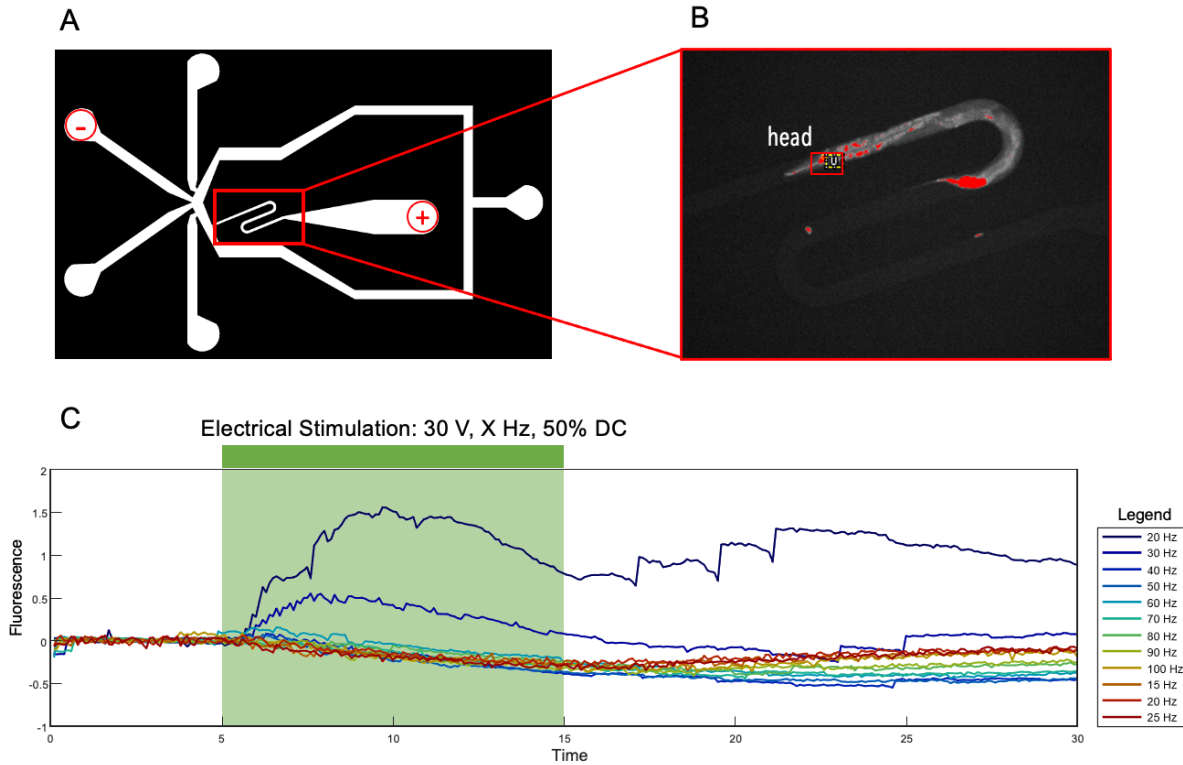 A
B
-
+
head
U
C
Electrical Stimulation: 30 V, X Hz, 50% DC
Fluorescence
2
1.5
1
0.5
0
-0.5
-1
0
5
10
15
20
25
30
Time
Legend
20 Hz
30 Hz
40 Hz
50 Hz
60 Hz
70 Hz
80 Hz
90 Hz
100 Hz
15 Hz
20 Hz
25 Hz